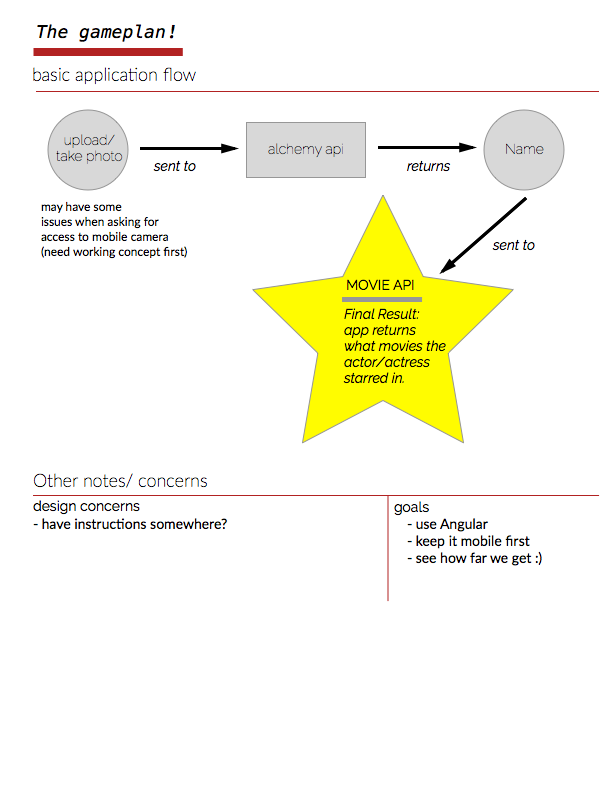 The gameplan!
basic application flow
upload/
take photo
sent to
alchemy api
returns
Name
may have some
issues when asking for
access to mobile camera
(need working concept first)
sent to
MOVIE API
Final Result:
app returns
what movies the
actor/actress
starred in.
Other notes/ concerns
design concerns
- have instructions somewhere?
goals
- use Angular
- keep it mobile first
- see how far we get :)